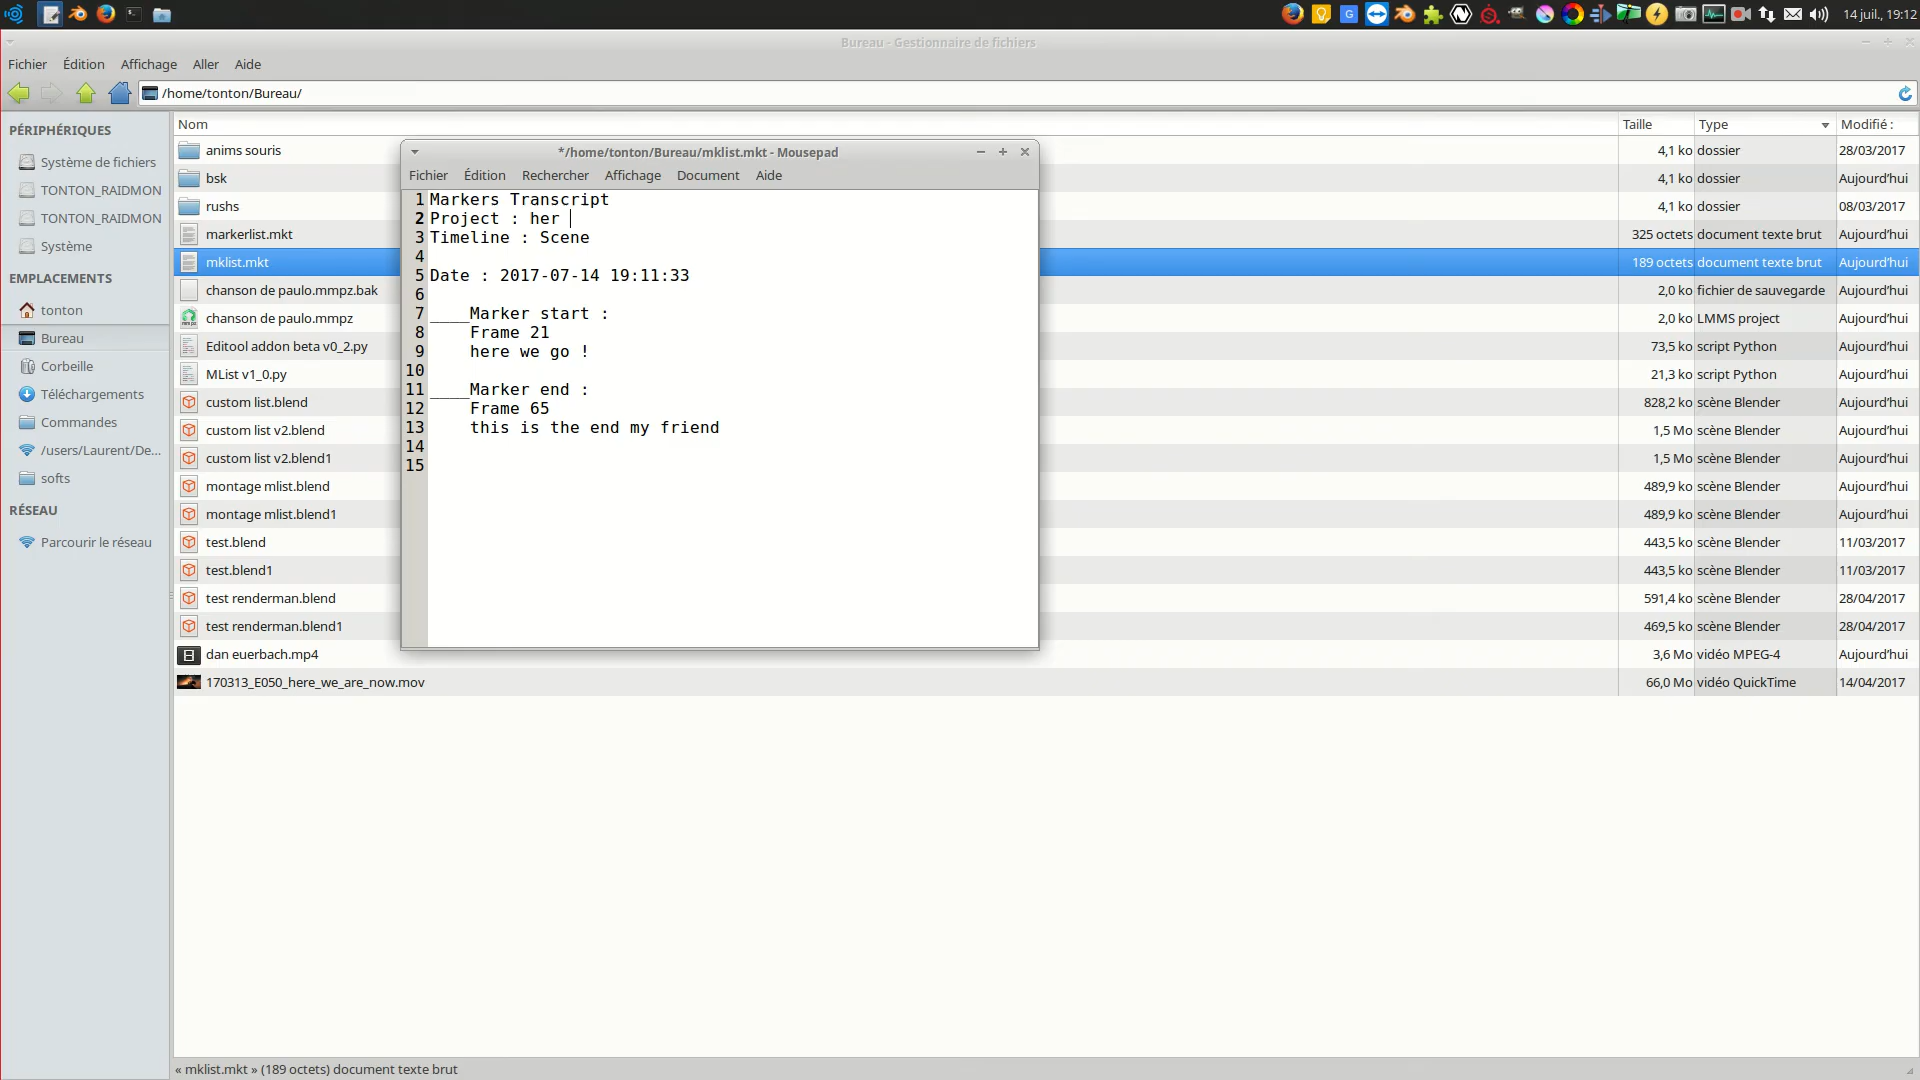 14 juil., 19:12
Bureau - Gestionnaire de fichiers
Fichier Édition Affichage Aller Aide
/home/tonton/Bureau/
PÉRIPHÉRIQUES
Système de fichiers
TONTON_RAIDMON
TONTON_RAIDMON
Système
EMPLACEMENTS
tonton
Bureau
Corbeille
Téléchargements
Commandes
/users/Laurent/De...
softs
RÉSEAU
Parcourir le réseau
Nom Taille Type Modifié :
anims souris 4,1 ko dossier 28/03/2017
bsk 4,1 ko dossier Aujourd'hui
rushs 4,1 ko dossier 08/03/2017
markerlist.mkt 325 octets document texte brut Aujourd'hui
mklist.mkt 189 octets document texte brut Aujourd'hui
chanson de paulo.mmpz.bak 2,0 ko fichier de sauvegarde Aujourd'hui
chanson de paulo.mmpz 2,0 ko LMMS project Aujourd'hui
Editool addon beta v0_2.py 73,5 ko script Python Aujourd'hui
MList v1_0.py 21,3 ko script Python Aujourd'hui
custom list.blend 828,2 ko scène Blender Aujourd'hui
custom list v2.blend 1,5 Mo scène Blender Aujourd'hui
custom list v2.blend1 1,5 Mo scène Blender Aujourd'hui
montage mlist.blend 489,9 ko scène Blender Aujourd'hui
montage mlist.blend1 489,9 ko scène Blender Aujourd'hui
test.blend 443,5 ko scène Blender 11/03/2017
test.blend1 443,5 ko scène Blender 11/03/2017
test renderman.blend 591,4 ko scène Blender 28/04/2017
test renderman.blend1 469,5 ko scène Blender 28/04/2017
dan euerbach.mp4 3,6 Mo vidéo MPEG-4 Aujourd'hui
170313_E050_here_we_are_now.mov 66,0 Mo vidéo QuickTime 14/04/2017
*/home/tonton/Bureau/mklist.mkt - Mousepad
Fichier Édition Rechercher Affichage Document Aide
1 Markers Transcript
2 Project : her
3 Timeline : Scene
4
5 Date : 2017-07-14 19:11:33
6
7 ____Marker start :
8 Frame 21
9 here we go !
10
11 ____Marker end :
12 Frame 65
13 this is the end my friend
14
15
« mklist.mkt » (189 octets) document texte brut